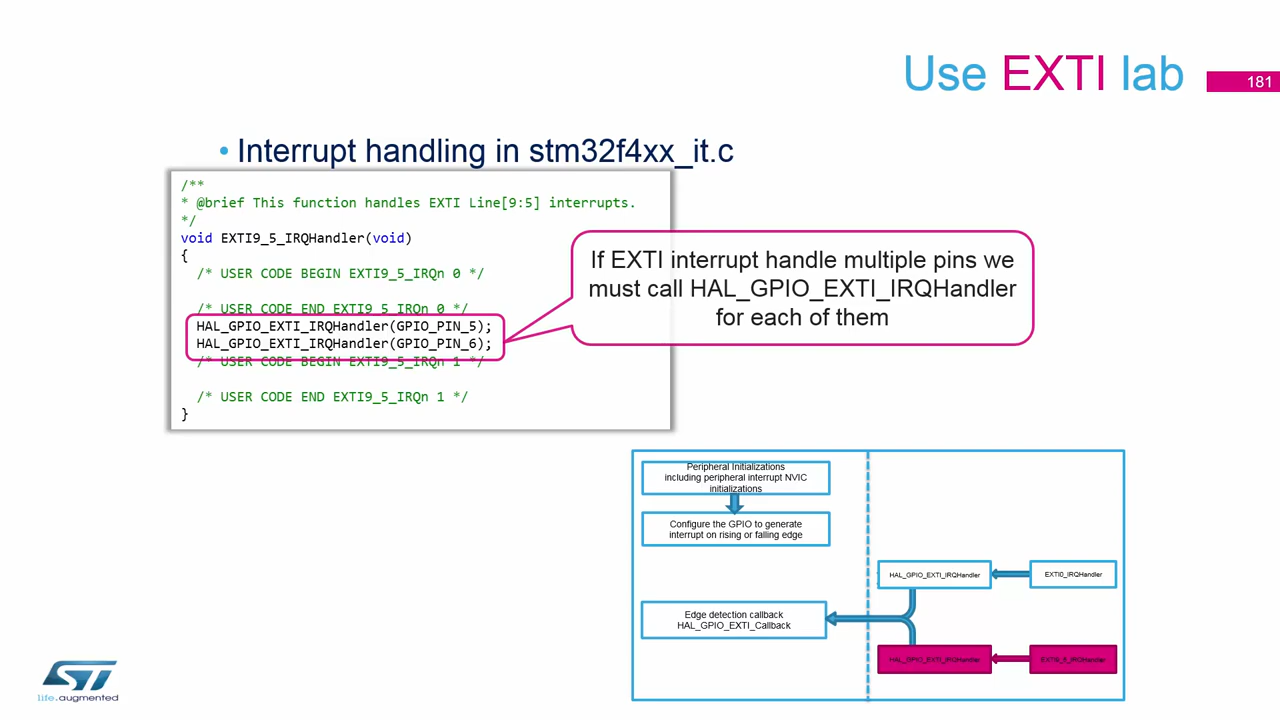 Use EXTI lab
181
• Interrupt handling in stm32f4xx_it.c
/**
* @brief This function handles EXTI Line[9:5] interrupts.
*/
void EXTI9_5_IRQHandler(void)
{
/* USER CODE BEGIN EXTI9_5_IRQn 0 */
/* USER CODE END EXTI9_5_IRQn 0 */
HAL_GPIO_EXTI_IRQHandler(GPIO_PIN_5);
HAL_GPIO_EXTI_IRQHandler(GPIO_PIN_6);
/* USER CODE BEGIN EXTI9_5_IRQn 1 */
/* USER CODE END EXTI9_5_IRQn 1 */
}
If EXTI interrupt handle multiple pins we
must call HAL_GPIO_EXTI_IRQHandler
for each of them
Peripheral Initializations
including peripheral interrupt NVIC
initializations
Configure the GPIO to generate
interrupt on rising or falling edge
HAL_GPIO_EXTI_IRQHandler
EXTI0_IRQHandler
Edge detection callback
HAL_GPIO_EXTI_Callback
HAL_GPIO_EXTI_IRQHandler
EXTI9_5_IRQHandler
ST
life.augmented